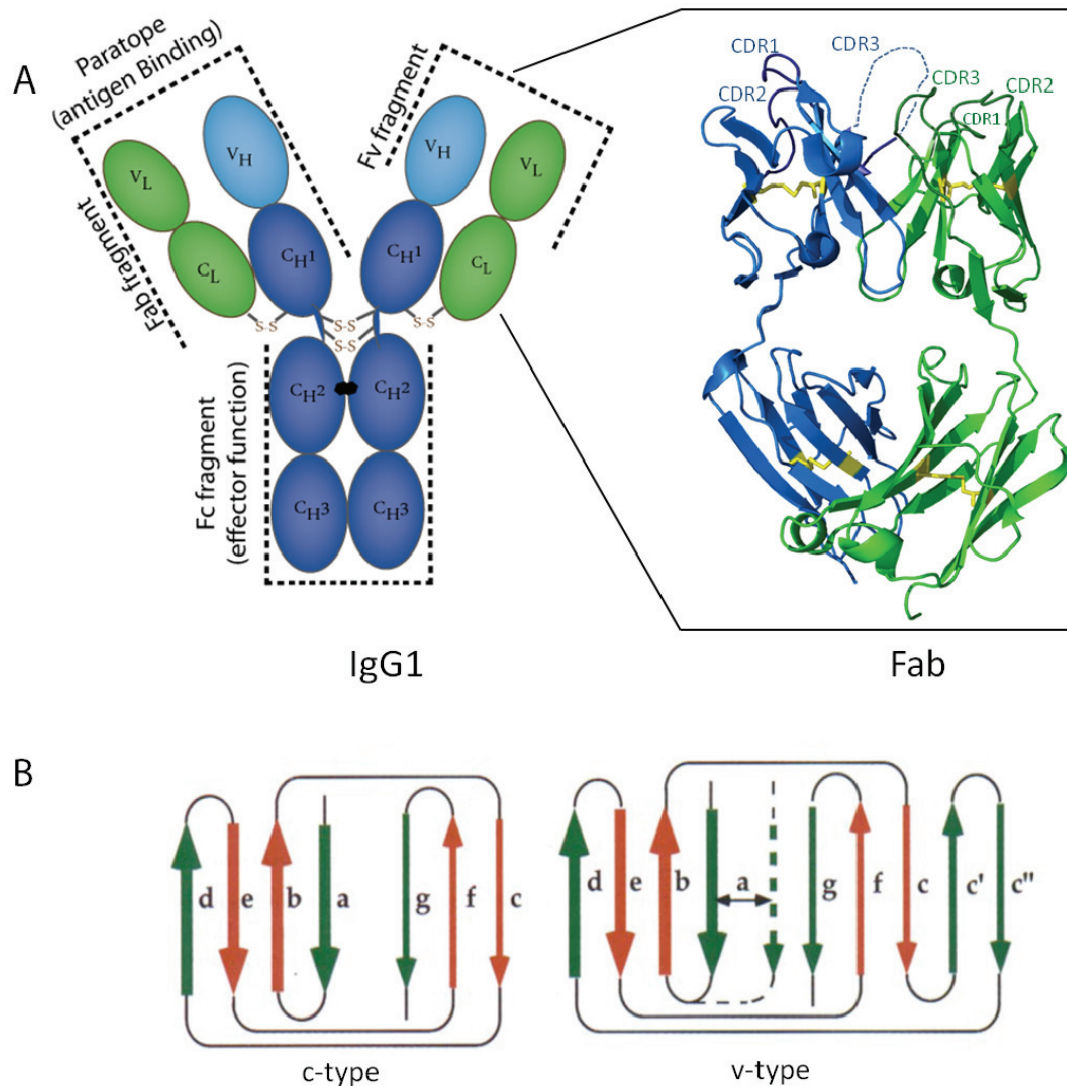 A
Paratope
(antigen Binding)
Fab fragment
Fv fragment
VL
VH
CL
CH1
VH
VL
CH1
CL
S-S
S-S
S-S
S-S
CH2
CH2
CH3
CH3
Fc fragment
(effector function)
IgG1
CDR1
CDR2
CDR3
CDR3
CDR2
CDR1
Fab
B
d e b a g f c
c-type
d e b a g f c c' c"
v-type